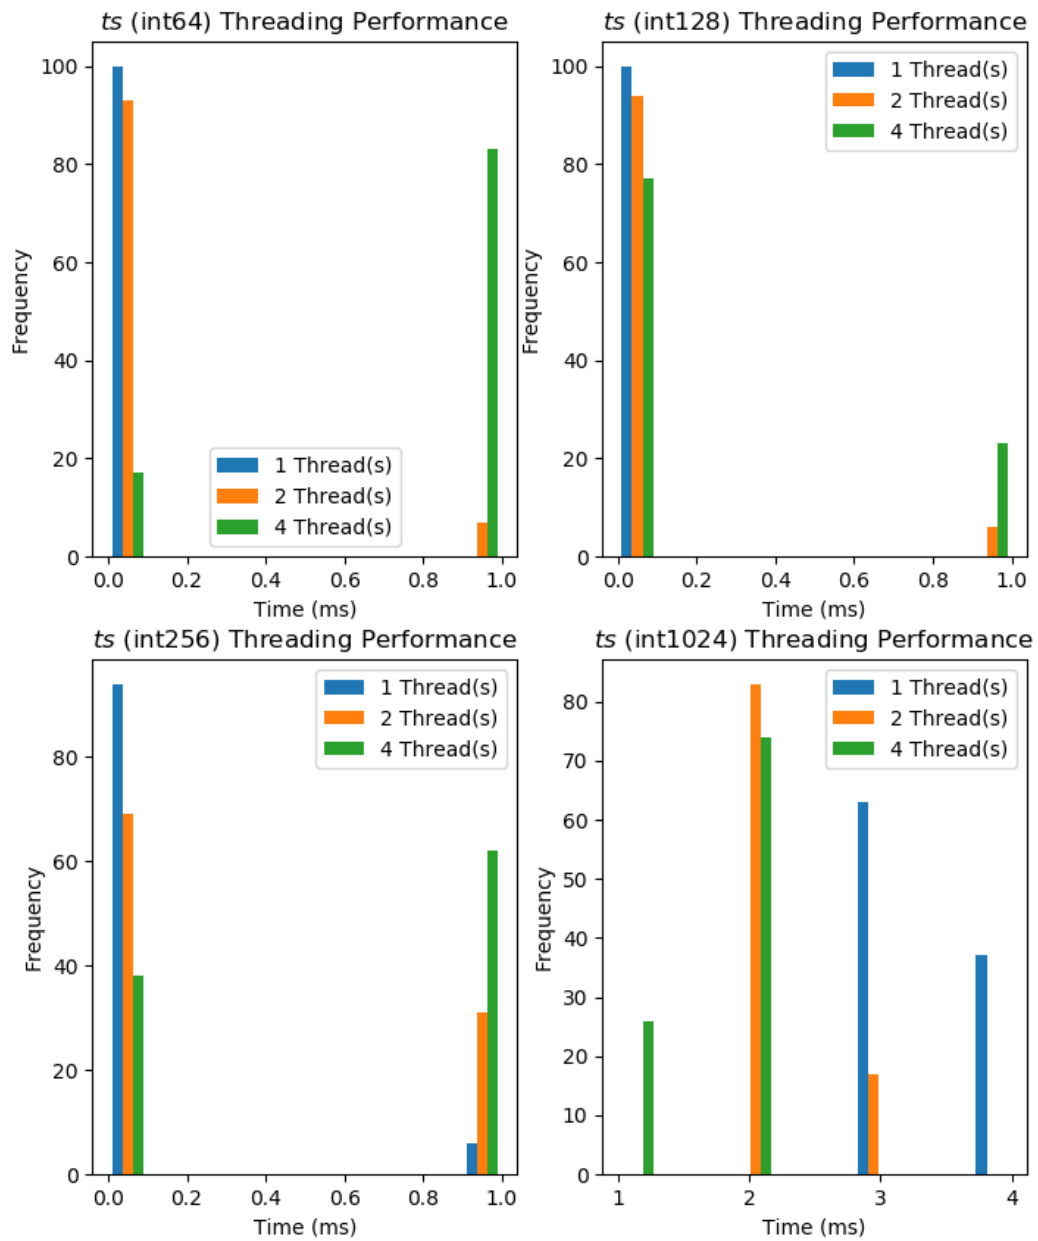 ts (int64) Threading Performance
Frequency
100
80
60
40
20
0
1 Thread(s)
2 Thread(s)
4 Thread(s)
0.0 0.2 0.4 0.6 0.8 1.0
Time (ms)
ts (int128) Threading Performance
Frequency
100
80
60
40
20
0
1 Thread(s)
2 Thread(s)
4 Thread(s)
0.0 0.2 0.4 0.6 0.8 1.0
Time (ms)
ts (int256) Threading Performance
Frequency
80
60
40
20
0
1 Thread(s)
2 Thread(s)
4 Thread(s)
0.0 0.2 0.4 0.6 0.8 1.0
Time (ms)
ts (int1024) Threading Performance
Frequency
80
70
60
50
40
30
20
10
0
1 Thread(s)
2 Thread(s)
4 Thread(s)
1 2 3 4
Time (ms)